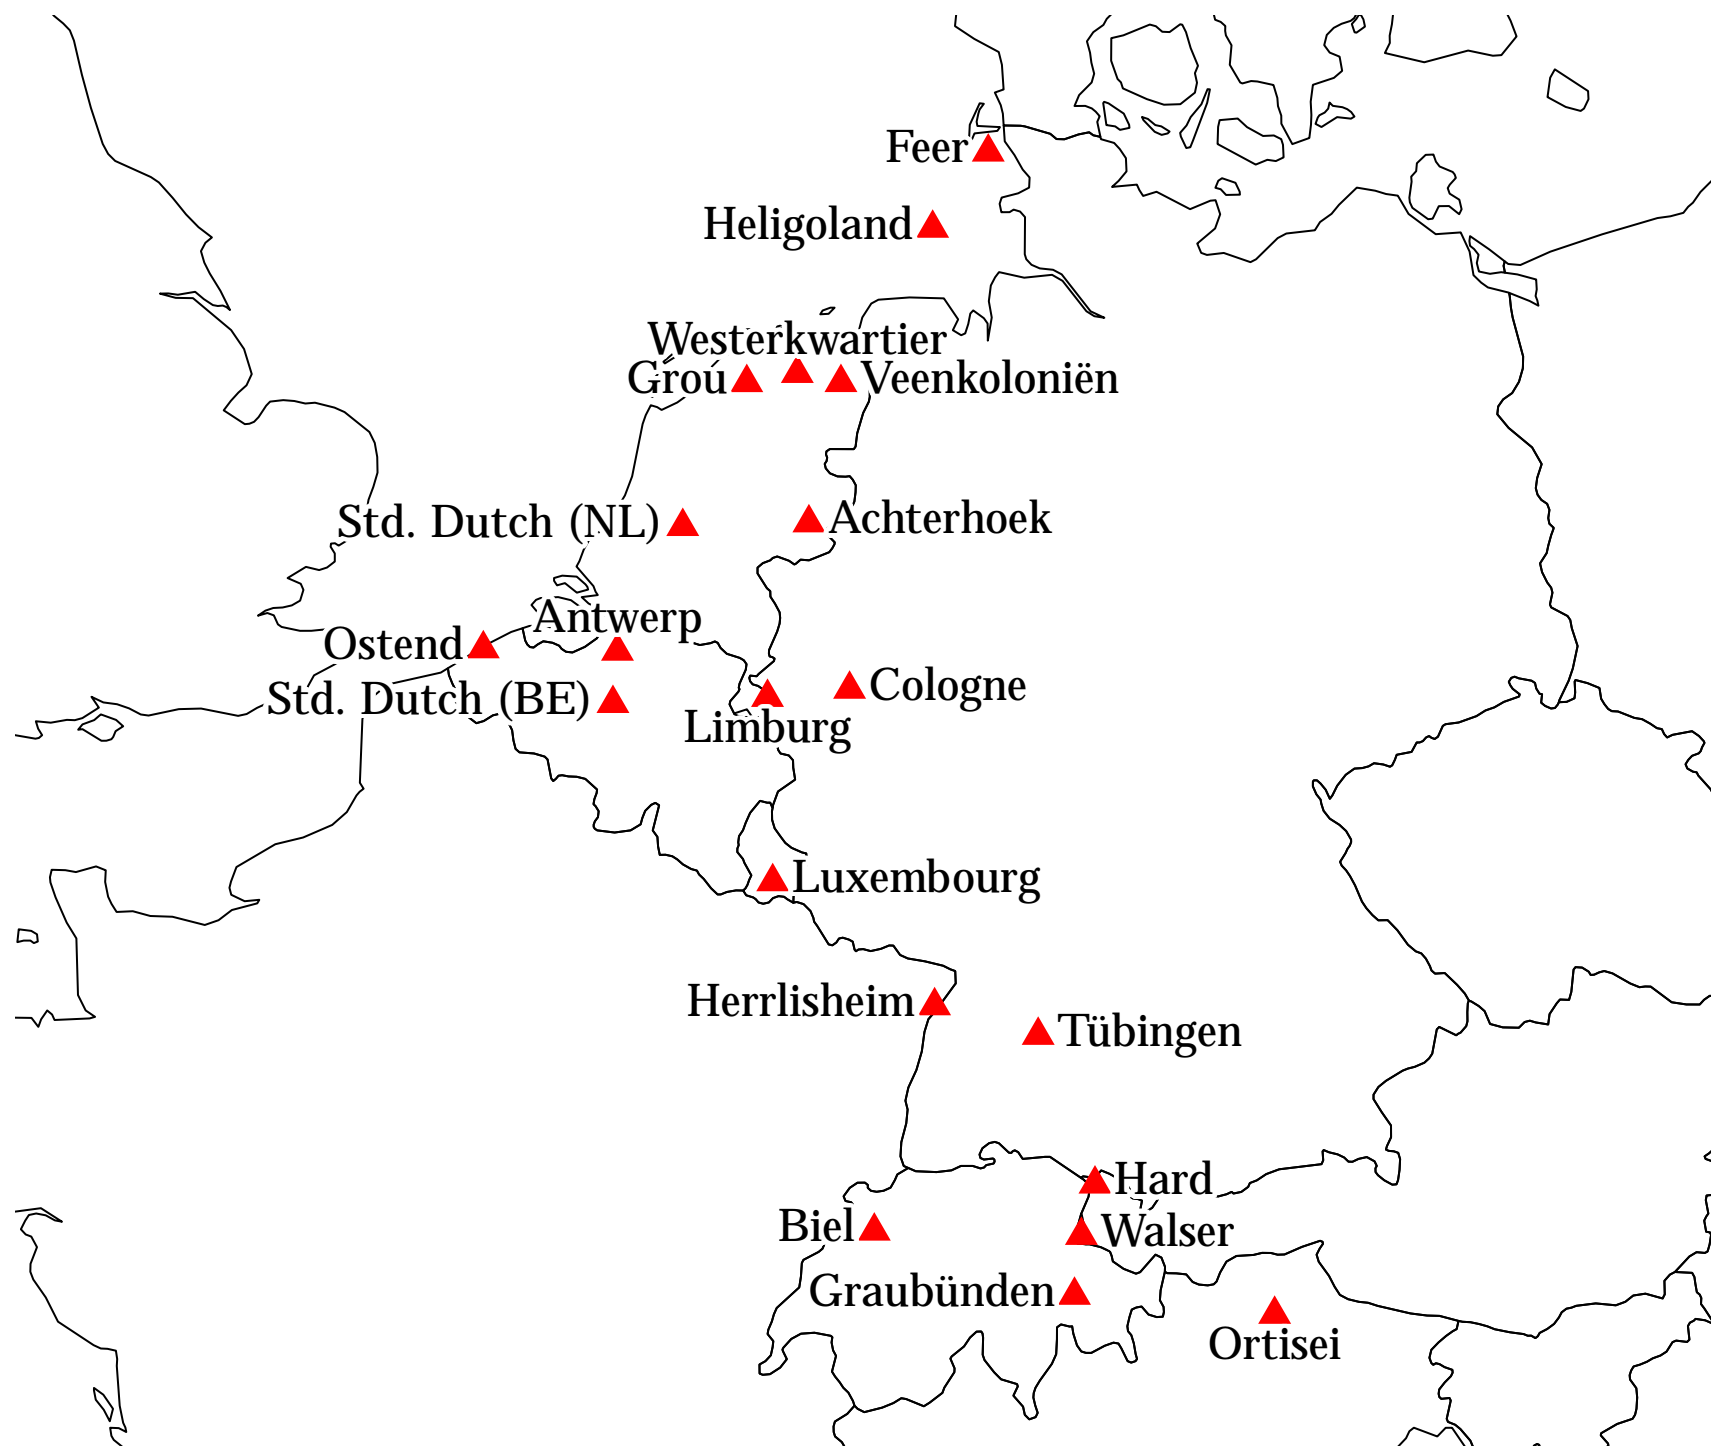 Feer
Heligoland
Westerkwartier
Grou
Veenkoloniën
Std. Dutch (NL)
Achterhoek
Antwerp
Ostend
Std. Dutch (BE)
Cologne
Limburg
Luxembourg
Herrlisheim
Tübingen
Hard
Biel
Walser
Graubünden
Ortisei